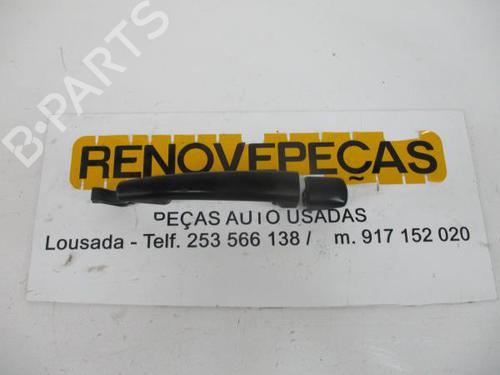 B-PARTS
RENOVEPEÇAS
PEÇAS AUTO USADAS
Lousada - Telf. 253 566 138 / m. 917 152 020